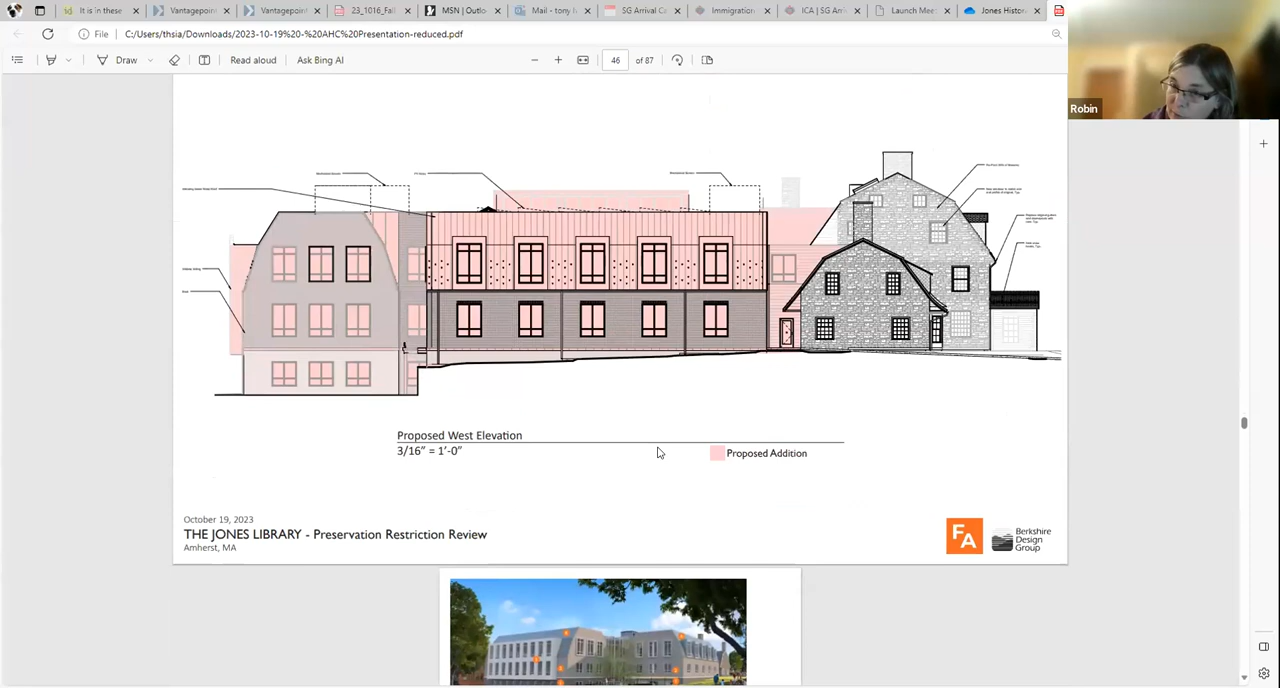 It is in these
Vantagepoint
Vantagepoint
23_1016_Fall
MSN | Outlo
Mail - tony h
SG Arrival Ca
Immigration
ICA | SG Arri
Launch Mee
Jones Histor
File C:/Users/thsia/Downloads/2023-10-19%20-%20AHC%20Presentation-reduced.pdf
Draw Read aloud Ask Bing AI 46 of 87
Robin
Proposed West Elevation
3/16" = 1'-0"
Proposed Addition
October 19, 2023
THE JONES LIBRARY - Preservation Restriction Review
Amherst, MA
FA
Berkshire
Design
Group